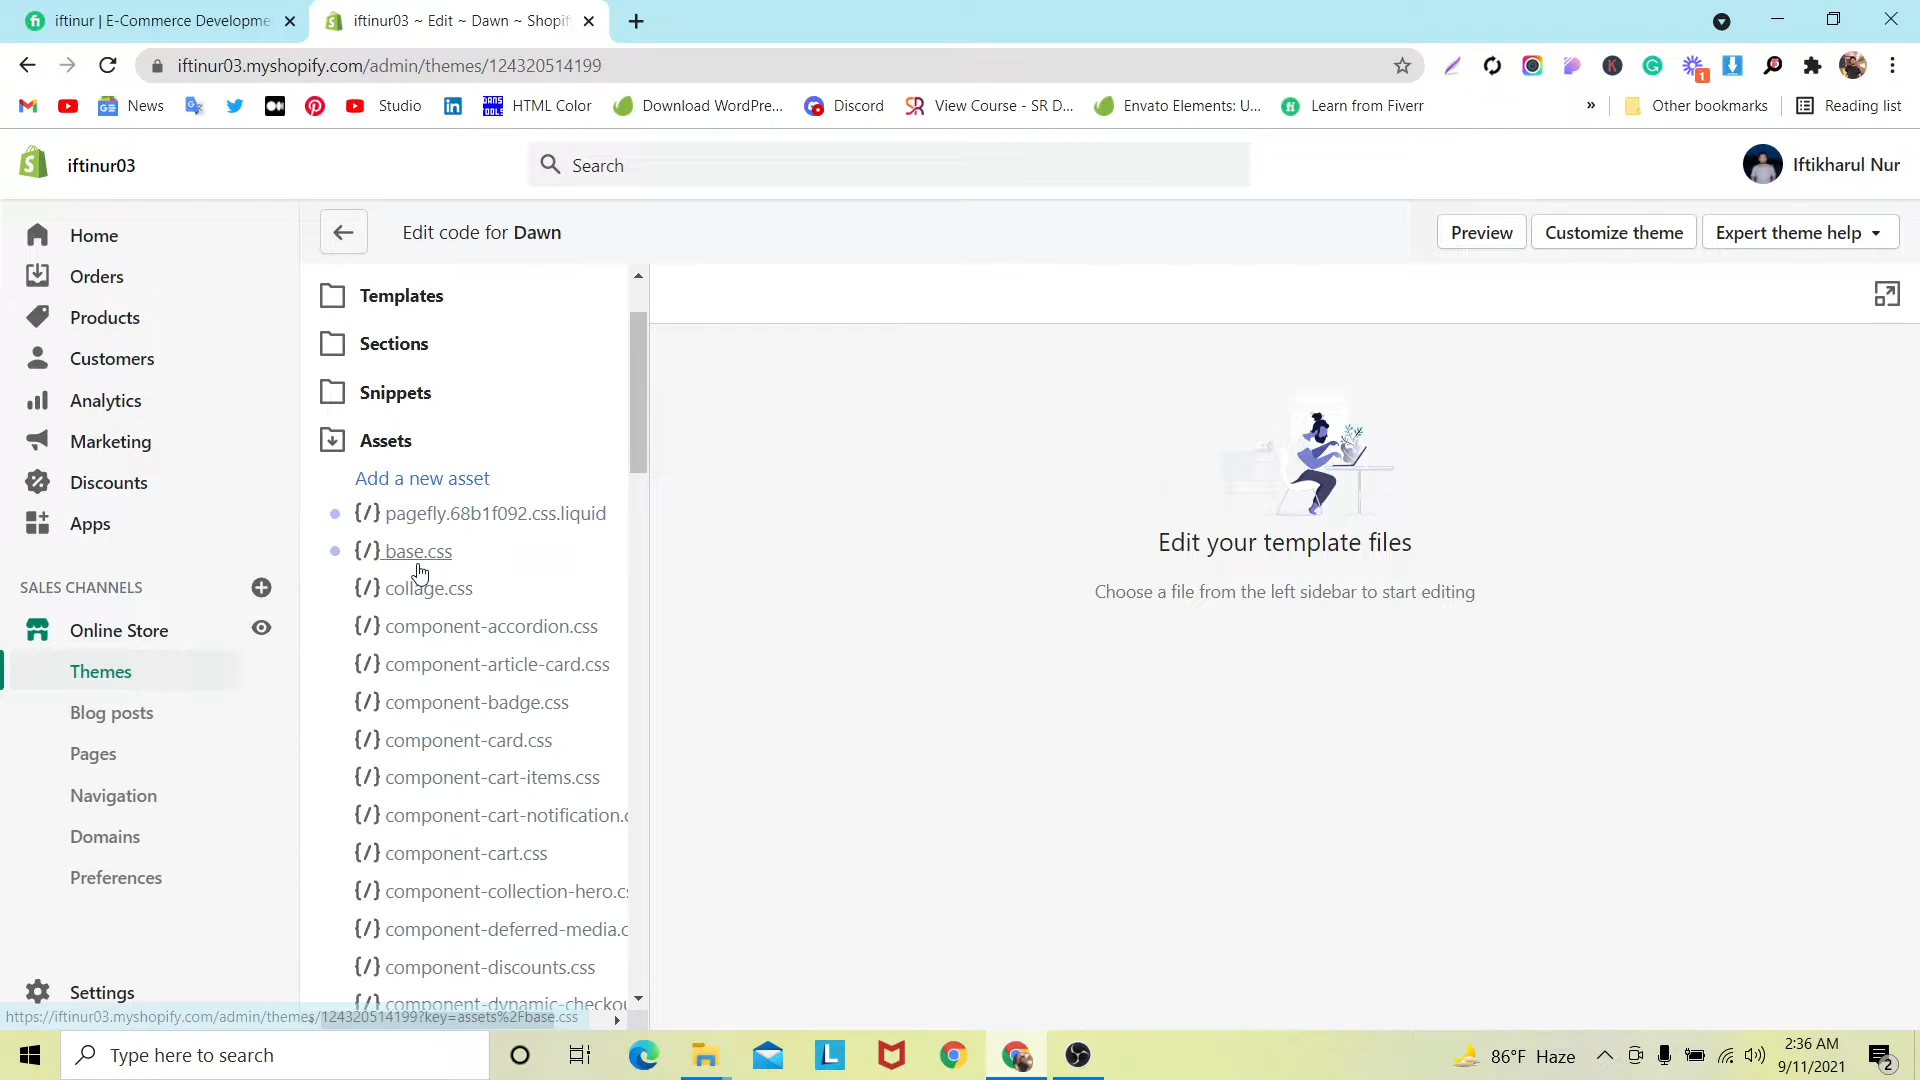 iftinur | E-Commerce Developme
iftinur03 ~ Edit ~ Dawn ~ Shopif
iftinur03.myshopify.com/admin/themes/124320514199
1
News
Studio
HTML Color
Download WordPre...
Discord
View Course - SR D...
Envato Elements: U...
Learn from Fiverr
»
Other bookmarks
Reading list
iftinur03
Search
Iftikharul Nur
Home
Orders
Products
Customers
Analytics
Marketing
Discounts
Apps
SALES CHANNELS
Online Store
Themes
Blog posts
Pages
Navigation
Domains
Preferences
Settings
Edit code for Dawn
Preview
Customize theme
Expert theme help
Templates
Sections
Snippets
Assets
Add a new asset
{/} pagefly.68b1f092.css.liquid
{/} base.css
{/} collage.css
{/} component-accordion.css
{/} component-article-card.css
{/} component-badge.css
{/} component-card.css
{/} component-cart-items.css
{/} component-cart-notification.c
{/} component-cart.css
{/} component-collection-hero.cs
{/} component-deferred-media.c
{/} component-discounts.css
{/} component-dynamic-checkou
Edit your template files
Choose a file from the left sidebar to start editing
https://iftinur03.myshopify.com/admin/themes/124320514199?key=assets%2Fbase.css
Type here to search
86°F Haze
2:36 AM
9/11/2021
2